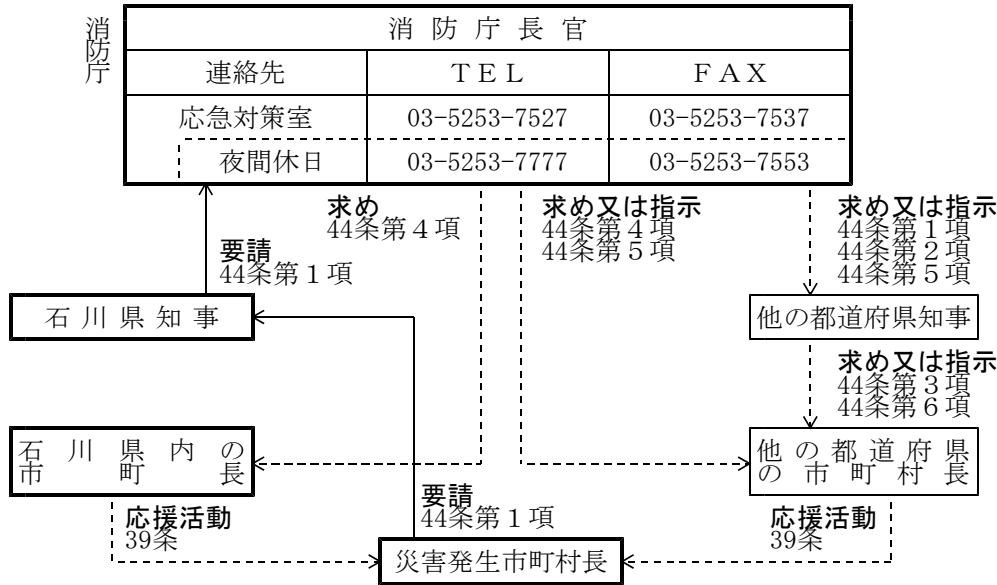 消防庁
消防庁長官
連絡先 ＴＥＬ ＦＡＸ
応急対策室 03-5253-7527 03-5253-7537
夜間休日 03-5253-7777 03-5253-7553
求め
44条第４項
求め又は指示
44条第４項
44条第５項
求め又は指示
44条第１項
44条第２項
44条第５項
要請
44条第１項
石川県知事
他の都道府県知事
求め又は指示
44条第３項
44条第６項
石川県内の
市町長
他の都道府県
の市町村長
要請
44条第１項
応援活動
39条
応援活動
39条
災害発生市町村長